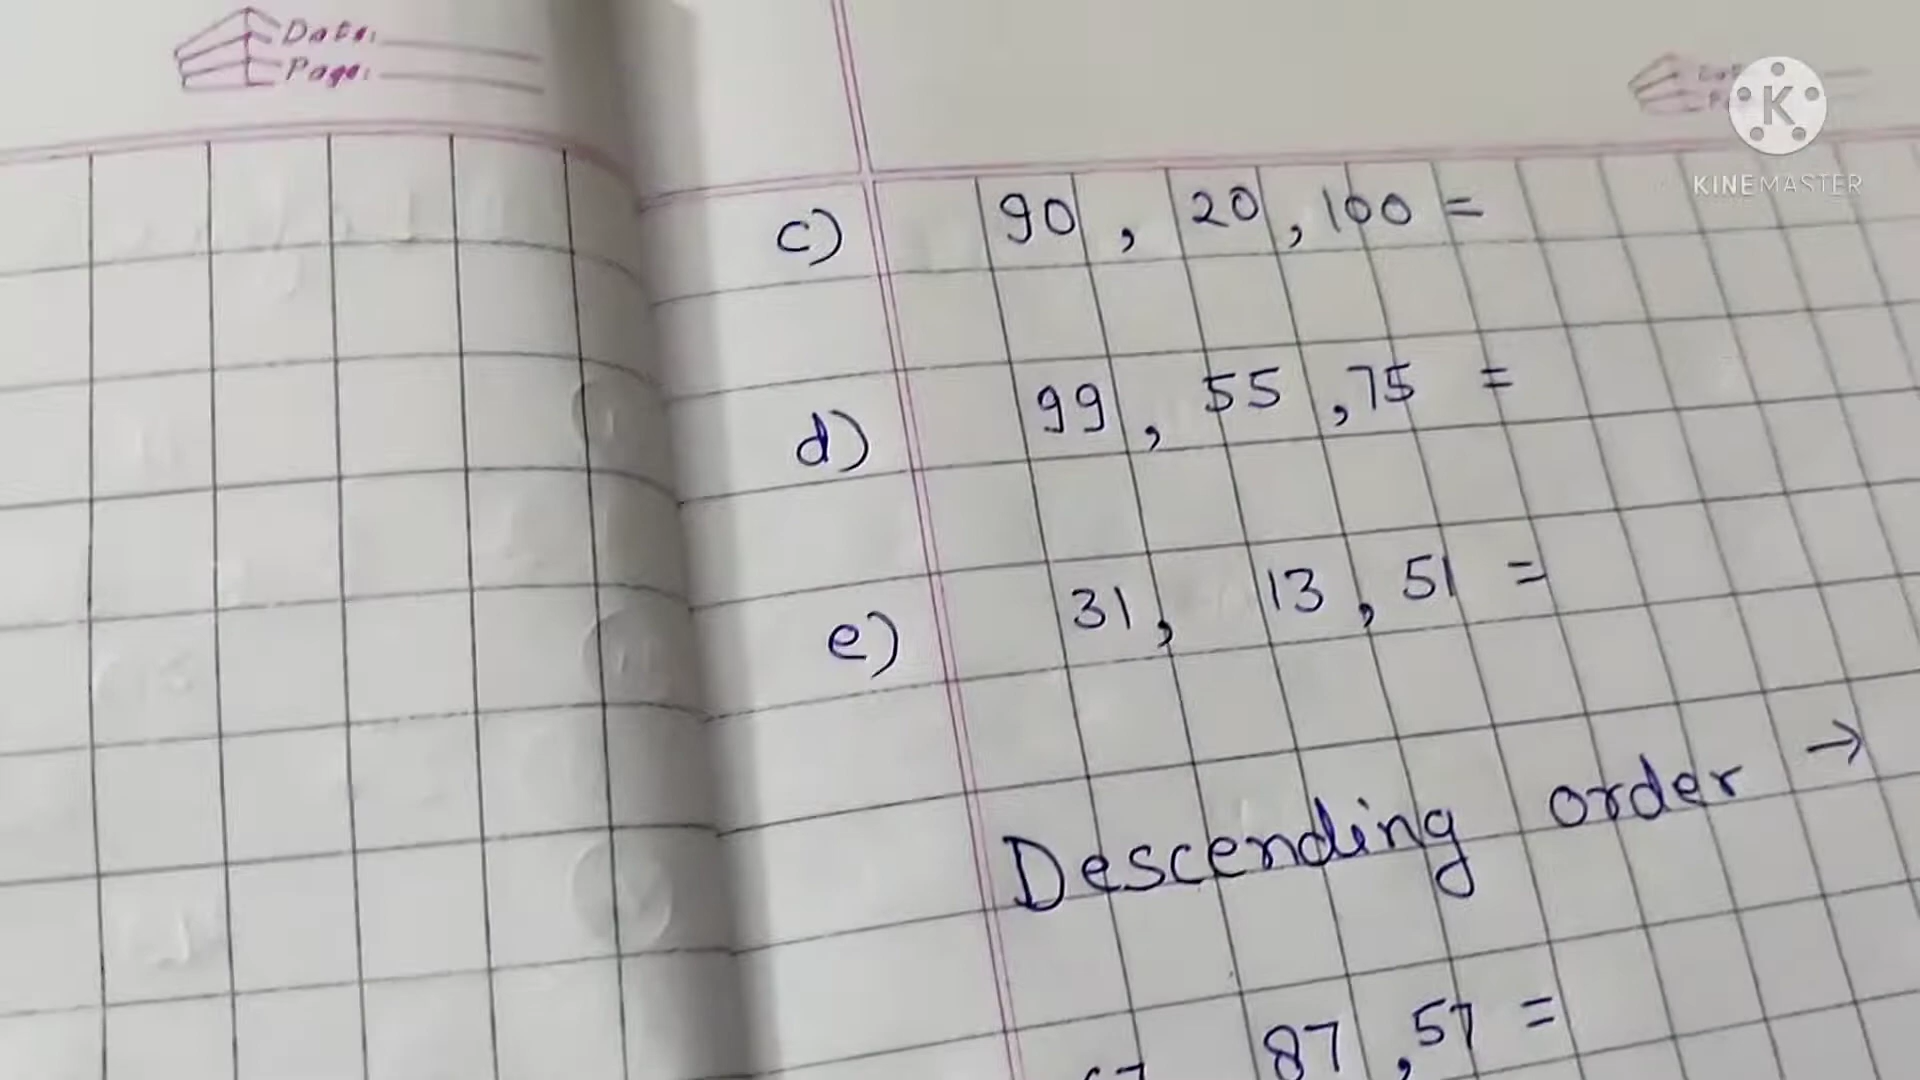 Date:
Page:
KINEMASTER
c) 90, 20, 100 =
d) 99, 55, 75 =
e) 31, 13, 51 =
Descending order →
87, 57 =